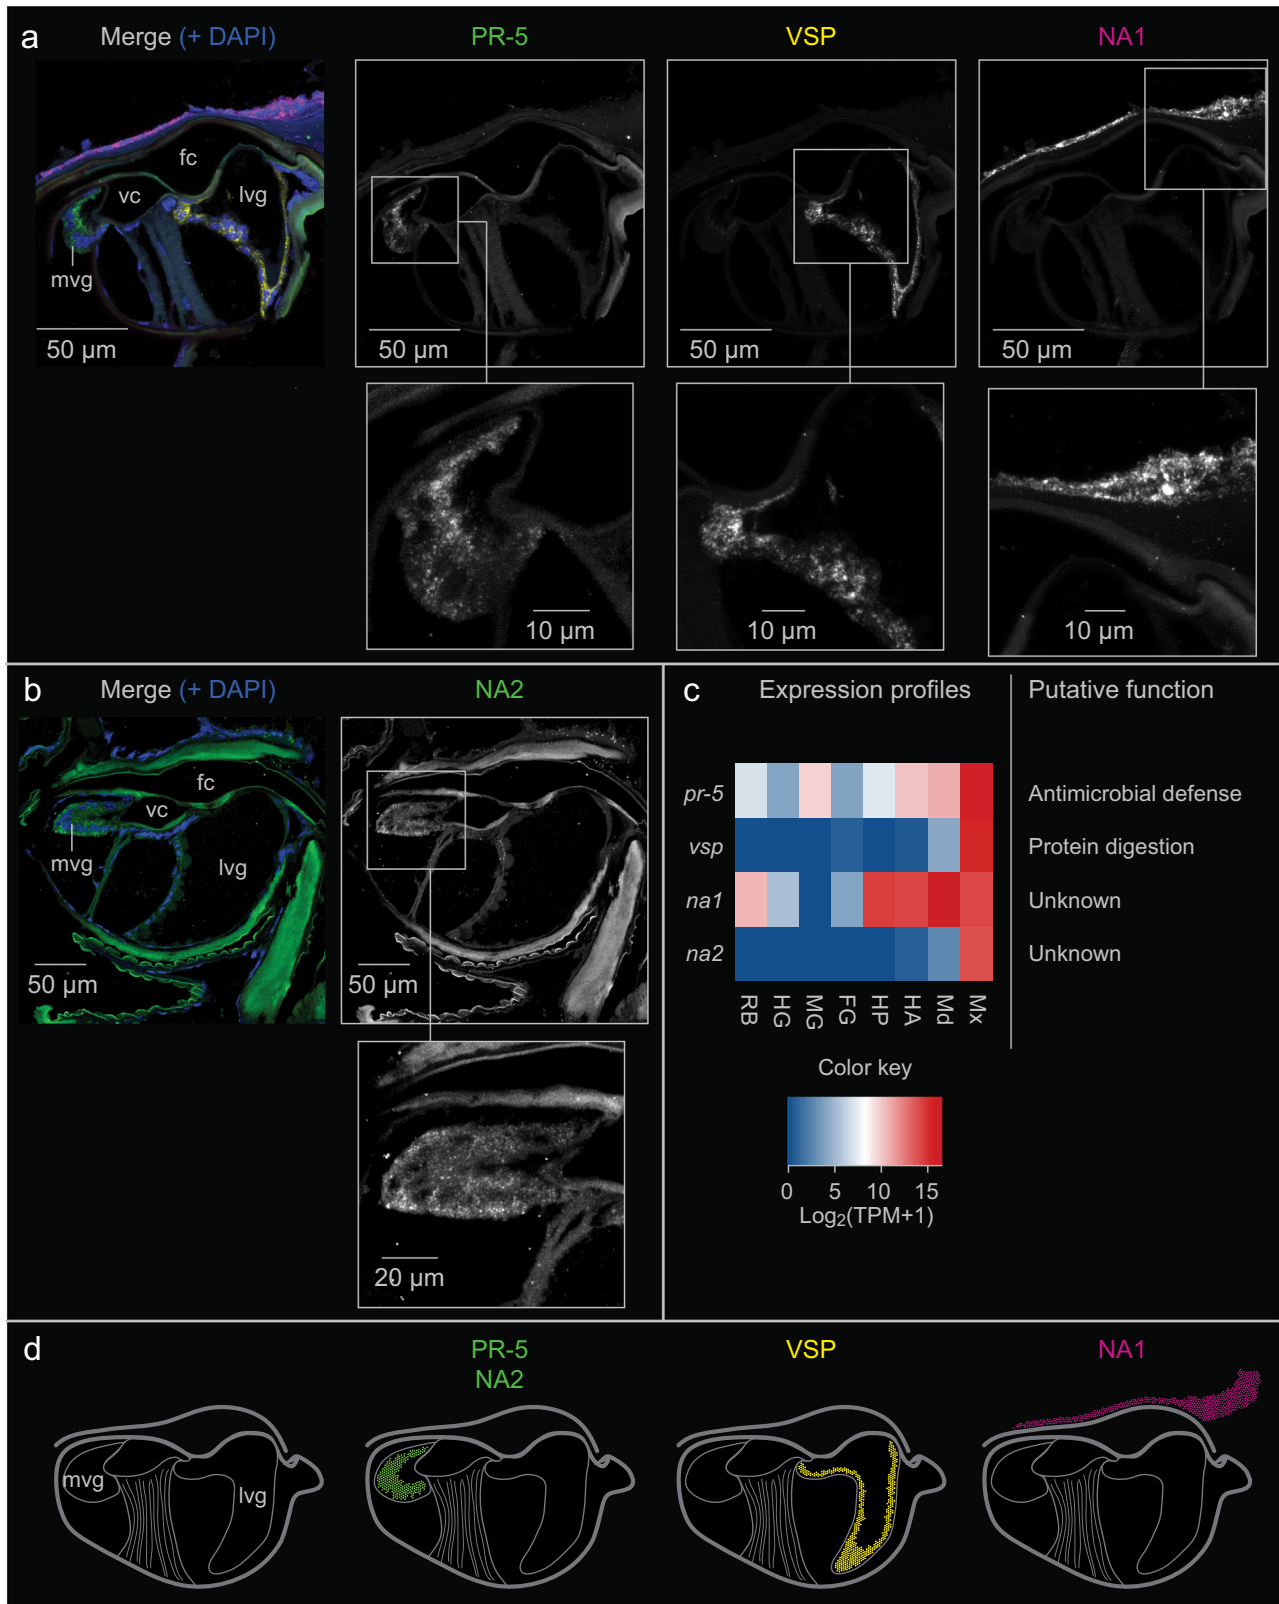 a
Merge (+ DAPI)
PR-5
VSP
NA1
fc
vc
lvg
mvg
50 µm
50 µm
50 µm
50 µm
10 µm
10 µm
10 µm
b
Merge (+ DAPI)
NA2
fc
vc
mvg
lvg
50 µm
50 µm
20 µm
c
Expression profiles
Putative function
pr-5
Antimicrobial defense
vsp
Protein digestion
na1
Unknown
na2
Unknown
RB HG MG FG HP HA Md Mx
Color key
0 5 10 15
Log₂(TPM+1)
d
PR-5
NA2
VSP
NA1
mvg
lvg